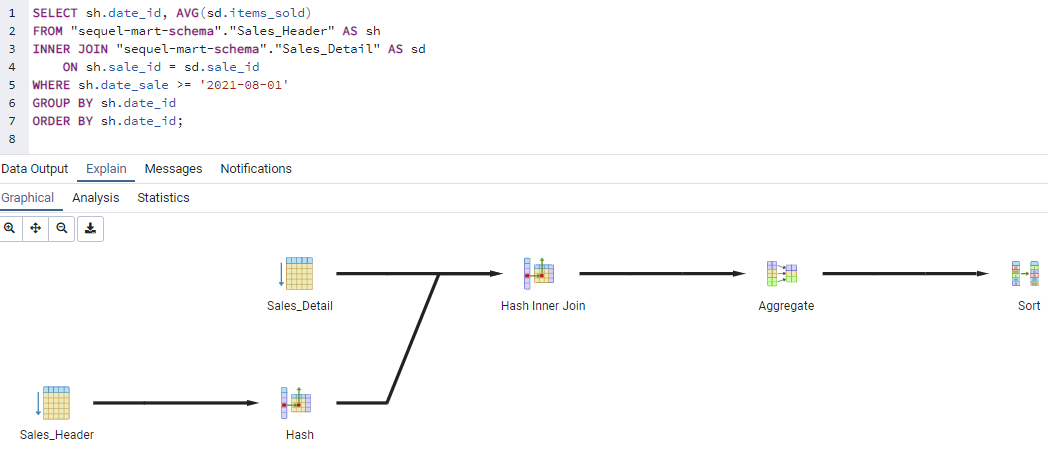 1 SELECT sh.date_id, AVG(sd.items_sold)
2 FROM "sequel-mart-schema"."Sales_Header" AS sh
3 INNER JOIN "sequel-mart-schema"."Sales_Detail" AS sd
4 ON sh.sale_id = sd.sale_id
5 WHERE sh.date_sale >= '2021-08-01'
6 GROUP BY sh.date_id
7 ORDER BY sh.date_id;
8
Data Output Explain Messages Notifications
Graphical Analysis Statistics
Sales_Detail Hash Inner Join Aggregate Sort
Sales_Header Hash